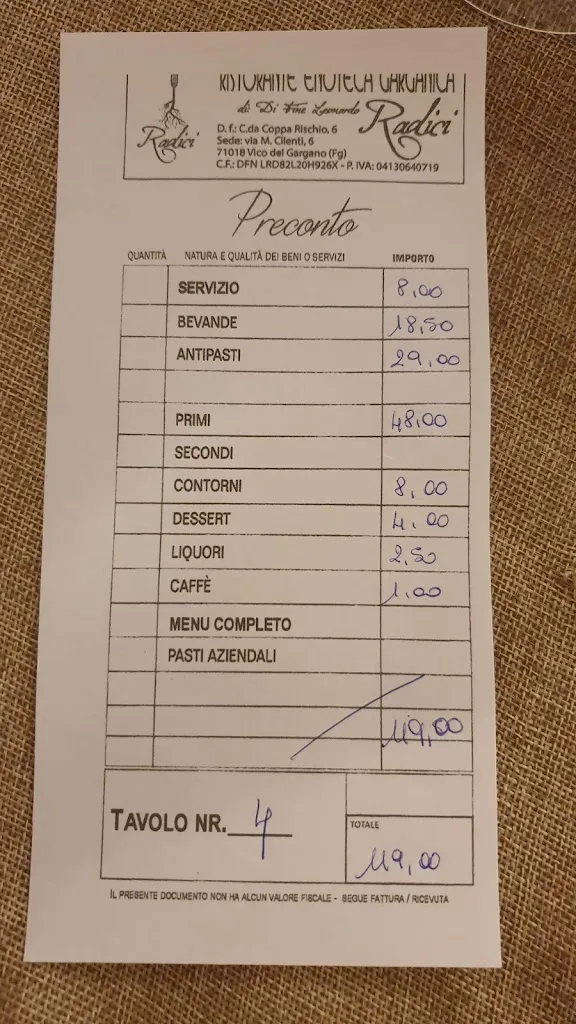 RISTORANTE ENOTECA GARGANICA
di Di Fine Leonardo
Radici
Radici
D. f.: C.da Coppa Rischio, 6
Sede: via M. Cilenti, 6
71018 Vico del Gargano (Fg)
C.F.: DFN LRD82L20H926X - P. IVA: 04130640719
Preconto
QUANTITÀ NATURA E QUALITÀ DEI BENI O SERVIZI IMPORTO
SERVIZIO 8,00
BEVANDE 18,50
ANTIPASTI 29,00
PRIMI 48,00
SECONDI
CONTORNI 8,00
DESSERT 4,00
LIQUORI 2,50
CAFFÈ 1,00
MENU COMPLETO
PASTI AZIENDALI
119,00
TAVOLO NR. 4
TOTALE
119,00
IL PRESENTE DOCUMENTO NON HA ALCUN VALORE FISCALE - SEGUE FATTURA / RICEVUTA